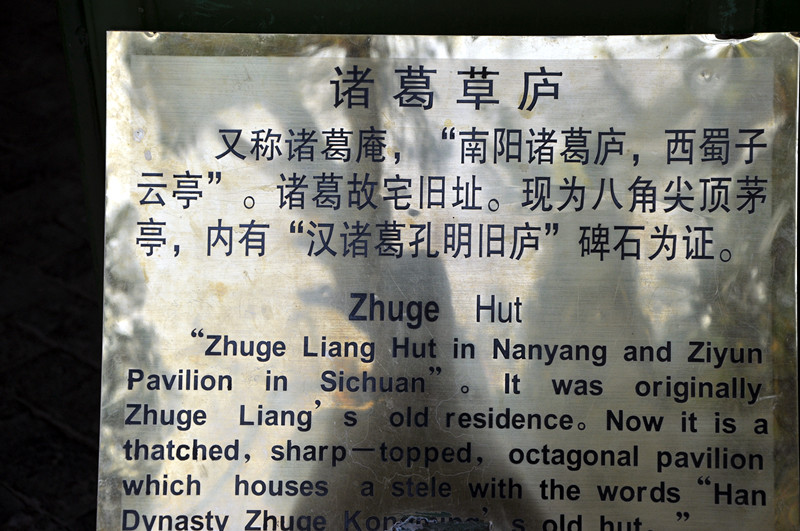 诸葛草庐
又称诸葛庵，“南阳诸葛庐，西蜀子
云亭”。诸葛故宅旧址。现为八角尖顶茅
亭，内有“汉诸葛孔明旧庐”碑石为证。
Zhuge Hut
“Zhuge Liang Hut in Nanyang and Ziyun
Pavilion in Sichuan”。It was originally
Zhuge Liang’s old residence。Now it is a
thatched，sharp－topped，octagonal pavilion
which houses a stele with the words “Han
Dynasty Zhuge old hut.”